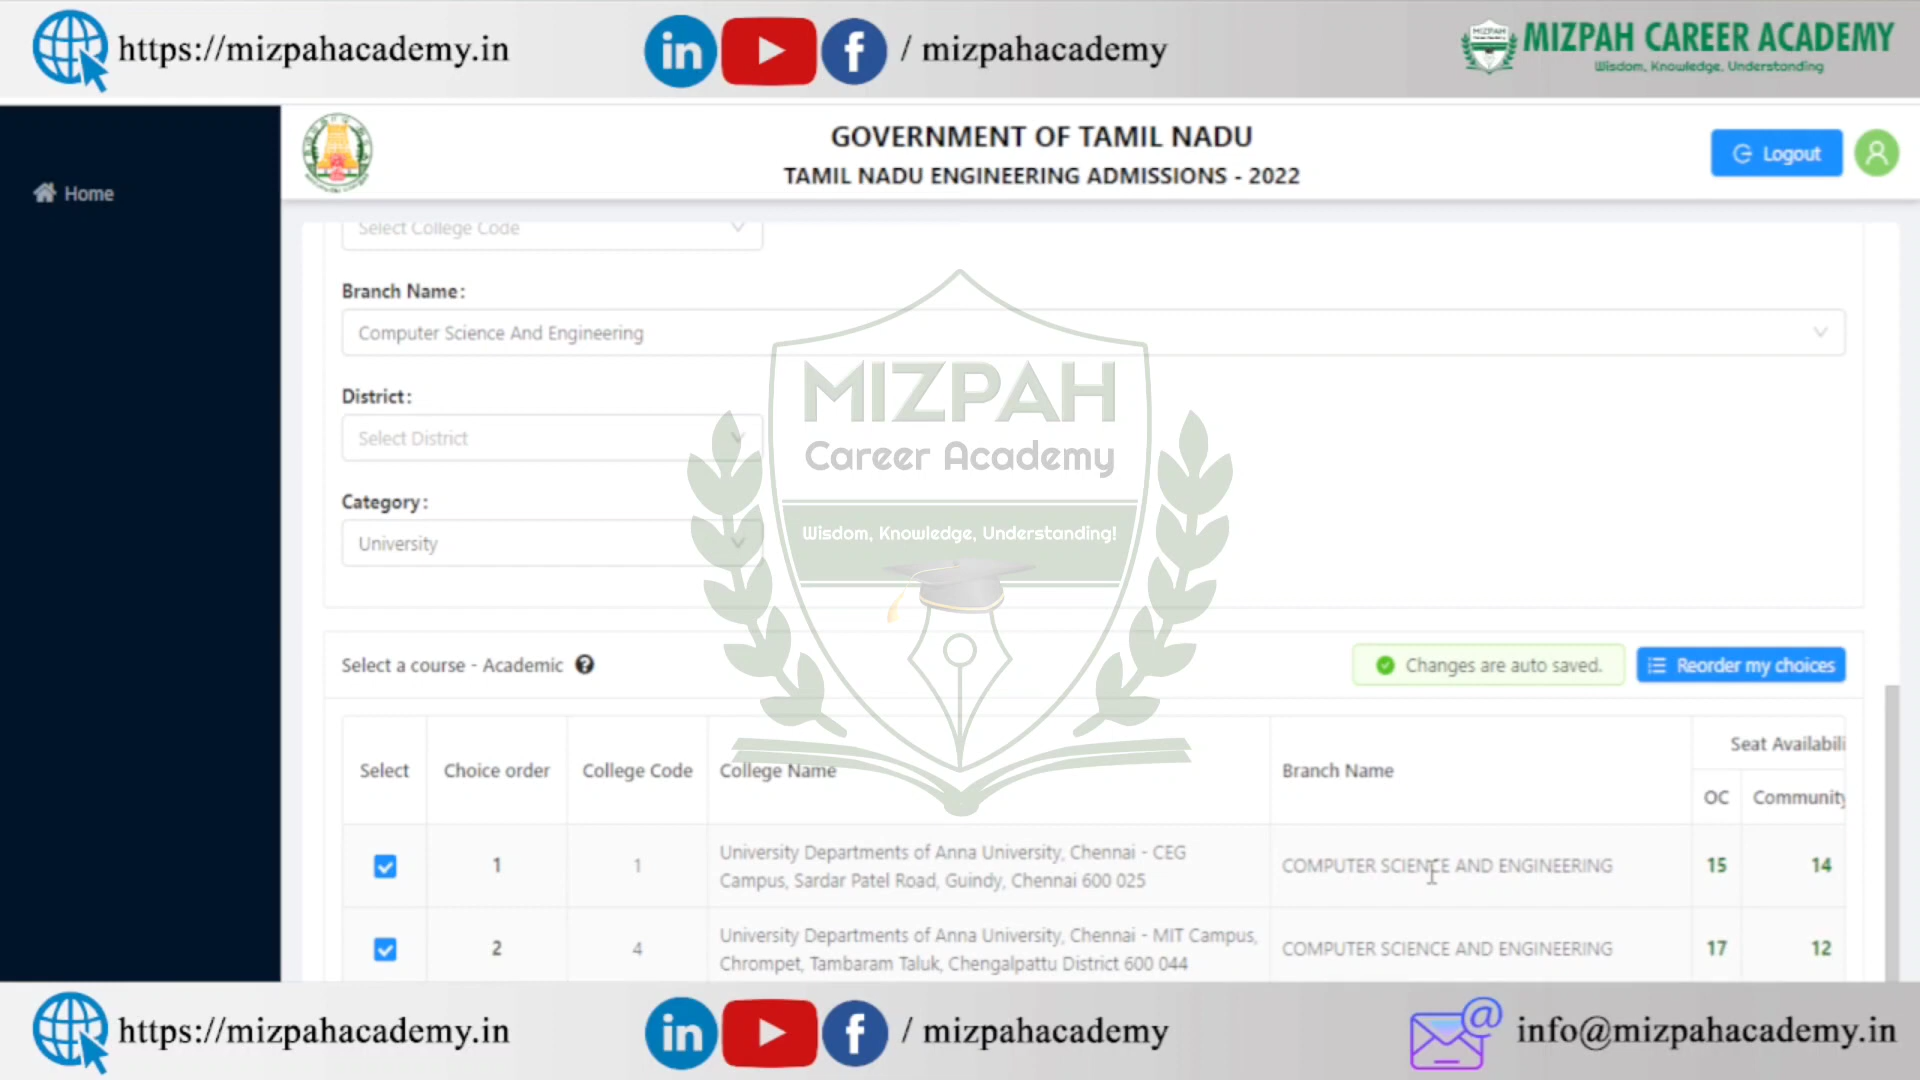 https://mizpahacademy.in
in
f
/ mizpahacademy
MIZPAH
MIZPAH CAREER ACADEMY
Wisdom, Knowledge, Understanding
Home
GOVERNMENT OF TAMIL NADU
TAMIL NADU ENGINEERING ADMISSIONS - 2022
Logout
Select College Code
Branch Name:
Computer Science And Engineering
District:
Select District
Category:
University
MIZPAH
Career Academy
Wisdom, Knowledge, Understanding!
Select a course - Academic ?
Changes are auto saved.
Reorder my choices
Select
Choice order
College Code
College Name
Branch Name
Seat Availabili
OC
Community
1
1
University Departments of Anna University, Chennai - CEG
Campus, Sardar Patel Road, Guindy, Chennai 600 025
COMPUTER SCIENCE AND ENGINEERING
15
14
2
4
University Departments of Anna University, Chennai - MIT Campus,
Chrompet, Tambaram Taluk, Chengalpattu District 600 044
COMPUTER SCIENCE AND ENGINEERING
17
12
https://mizpahacademy.in
in
f
/ mizpahacademy
@
info@mizpahacademy.in